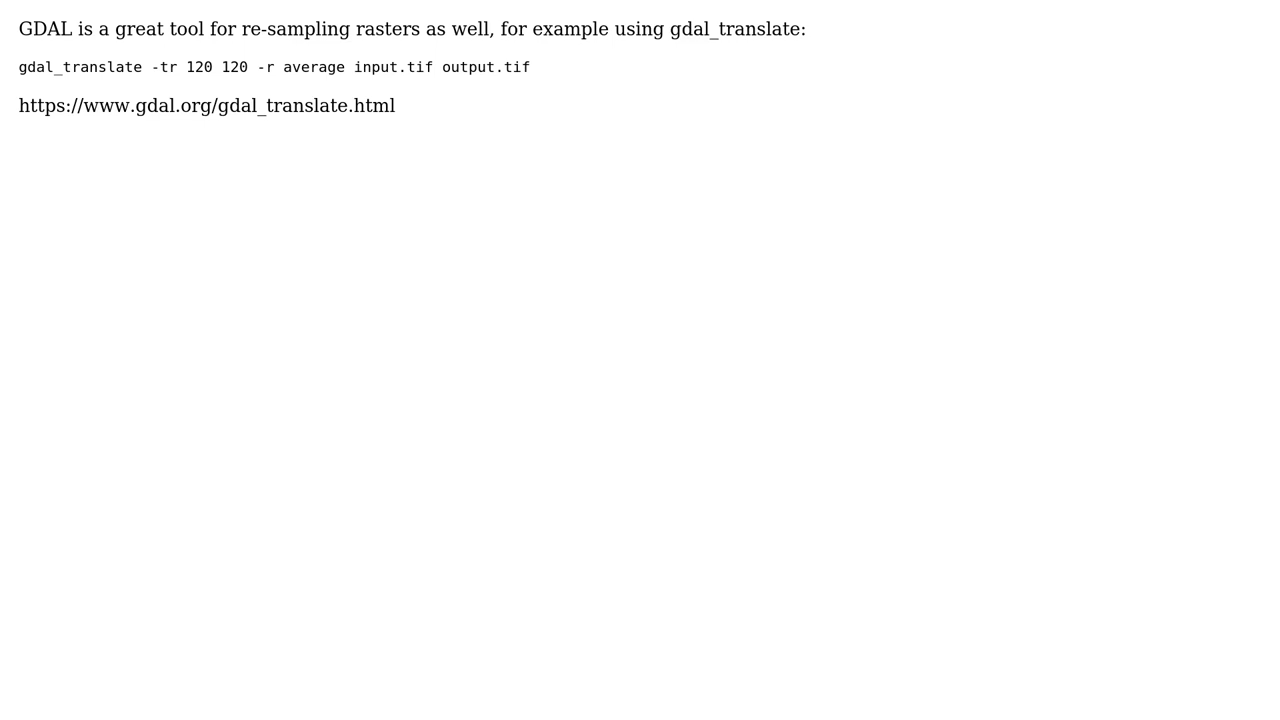 GDAL is a great tool for re-sampling rasters as well, for example using gdal_translate:
gdal_translate -tr 120 120 -r average input.tif output.tif
https://www.gdal.org/gdal_translate.html